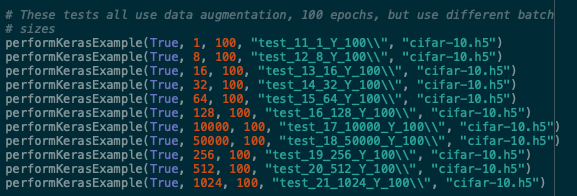 # These tests all use data augmentation, 100 epochs, but use different batch
# sizes
performKerasExample(True, 1, 100, "test_11_1_Y_100\\", "cifar-10.h5")
performKerasExample(True, 8, 100, "test_12_8_Y_100\\", "cifar-10.h5")
performKerasExample(True, 16, 100, "test_13_16_Y_100\\", "cifar-10.h5")
performKerasExample(True, 32, 100, "test_14_32_Y_100\\", "cifar-10.h5")
performKerasExample(True, 64, 100, "test_15_64_Y_100\\", "cifar-10.h5")
performKerasExample(True, 128, 100, "test_16_128_Y_100\\", "cifar-10.h5")
performKerasExample(True, 10000, 100, "test_17_10000_Y_100\\", "cifar-10.h5")
performKerasExample(True, 50000, 100, "test_18_50000_Y_100\\", "cifar-10.h5")
performKerasExample(True, 256, 100, "test_19_256_Y_100\\", "cifar-10.h5")
performKerasExample(True, 512, 100, "test_20_512_Y_100\\", "cifar-10.h5")
performKerasExample(True, 1024, 100, "test_21_1024_Y_100\\", "cifar-10.h5")